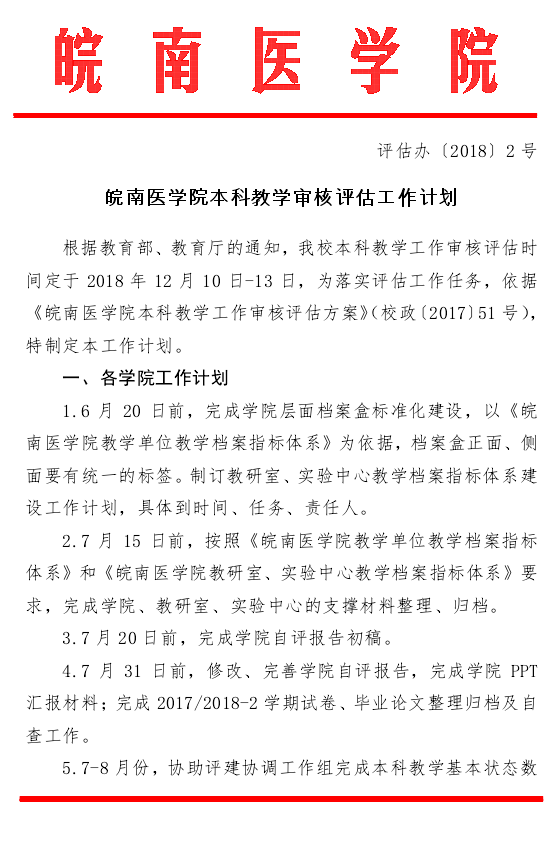 皖南医学院
评估办〔2018〕2号
皖南医学院本科教学审核评估工作计划
根据教育部、教育厅的通知，我校本科教学工作审核评估时
间定于 2018 年 12 月 10 日-13 日，为落实评估工作任务，依据
《皖南医学院本科教学工作审核评估方案》（校政〔2017〕51 号），
特制定本工作计划。
一、各学院工作计划
1.6 月 20 日前，完成学院层面档案盒标准化建设，以《皖
南医学院教学单位教学档案指标体系》为依据，档案盒正面、侧
面要有统一的标签。制订教研室、实验中心教学档案指标体系建
设工作计划，具体到时间、任务、责任人。
2.7 月 15 日前，按照《皖南医学院教学单位教学档案指标
体系》和《皖南医学院教研室、实验中心教学档案指标体系》要
求，完成学院、教研室、实验中心的支撑材料整理、归档。
3.7 月 20 日前，完成学院自评报告初稿。
4.7 月 31 日前，修改、完善学院自评报告，完成学院 PPT
汇报材料；完成 2017/2018-2 学期试卷、毕业论文整理归档及自
查工作。
5.7-8 月份，协助评建协调工作组完成本科教学基本状态数